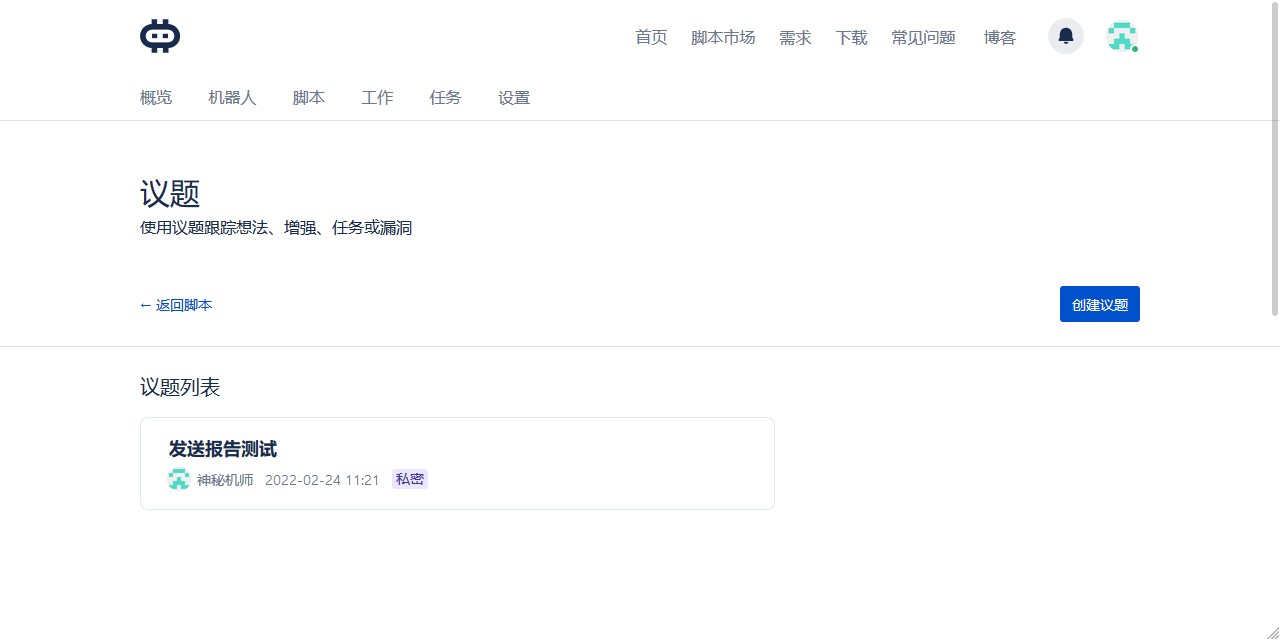 首页 脚本市场 需求 下载 常见问题 博客
概览 机器人 脚本 工作 任务 设置
议题
使用议题跟踪想法、增强、任务或漏洞
← 返回脚本 创建议题
议题列表
发送报告测试
神秘机师 2022-02-24 11:21 私密